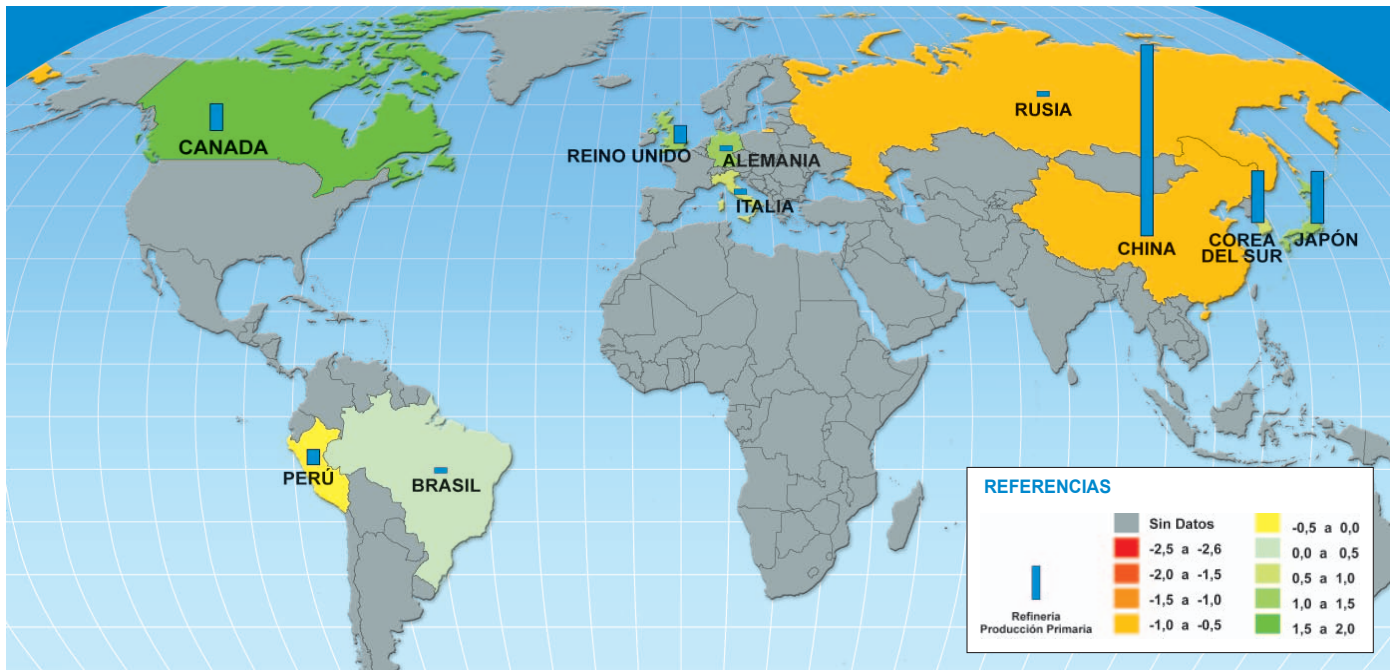 CANADA
REINO UNIDO
ALEMANIA
ITALIA
RUSIA
CHINA
COREA
DEL SUR
JAPÓN
PERÚ
BRASIL
REFERENCIAS
Refinería
Producción Primaria
Sin Datos
-2,5 a -2,6
-2,0 a -1,5
-1,5 a -1,0
-1,0 a -0,5
-0,5 a 0,0
0,0 a 0,5
0,5 a 1,0
1,0 a 1,5
1,5 a 2,0